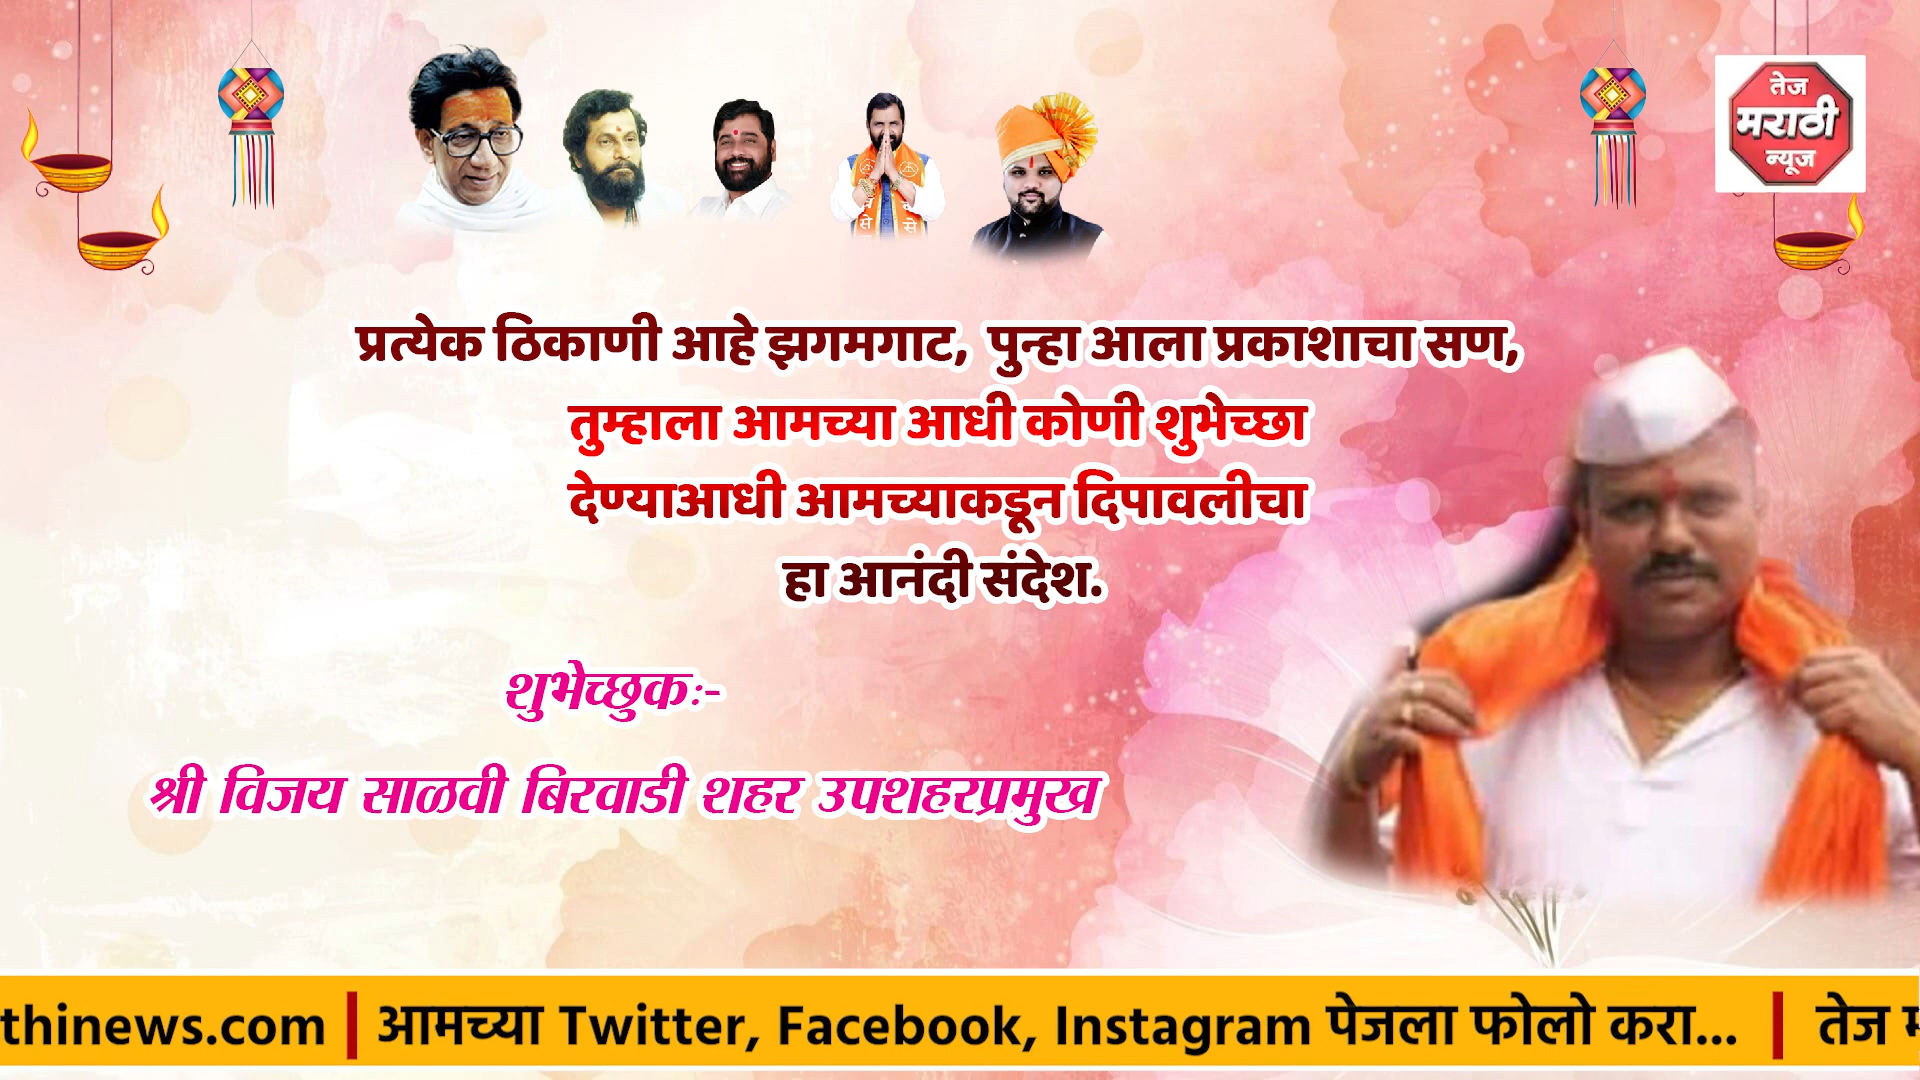 तेज
मराठी
न्यूज
प्रत्येक ठिकाणी आहे झगमगाट, पुन्हा आला प्रकाशाचा सण,
तुम्हाला आमच्या आधी कोणी शुभेच्छा
देण्याआधी आमच्याकडून दिपावलीचा
हा आनंदी संदेश.
शुभेच्छुकः-
श्री विजय साळवी बिरवाडी शहर उपशहरप्रमुख
thinews.com | आमच्या Twitter, Facebook, Instagram पेजला फोलो करा... | तेज